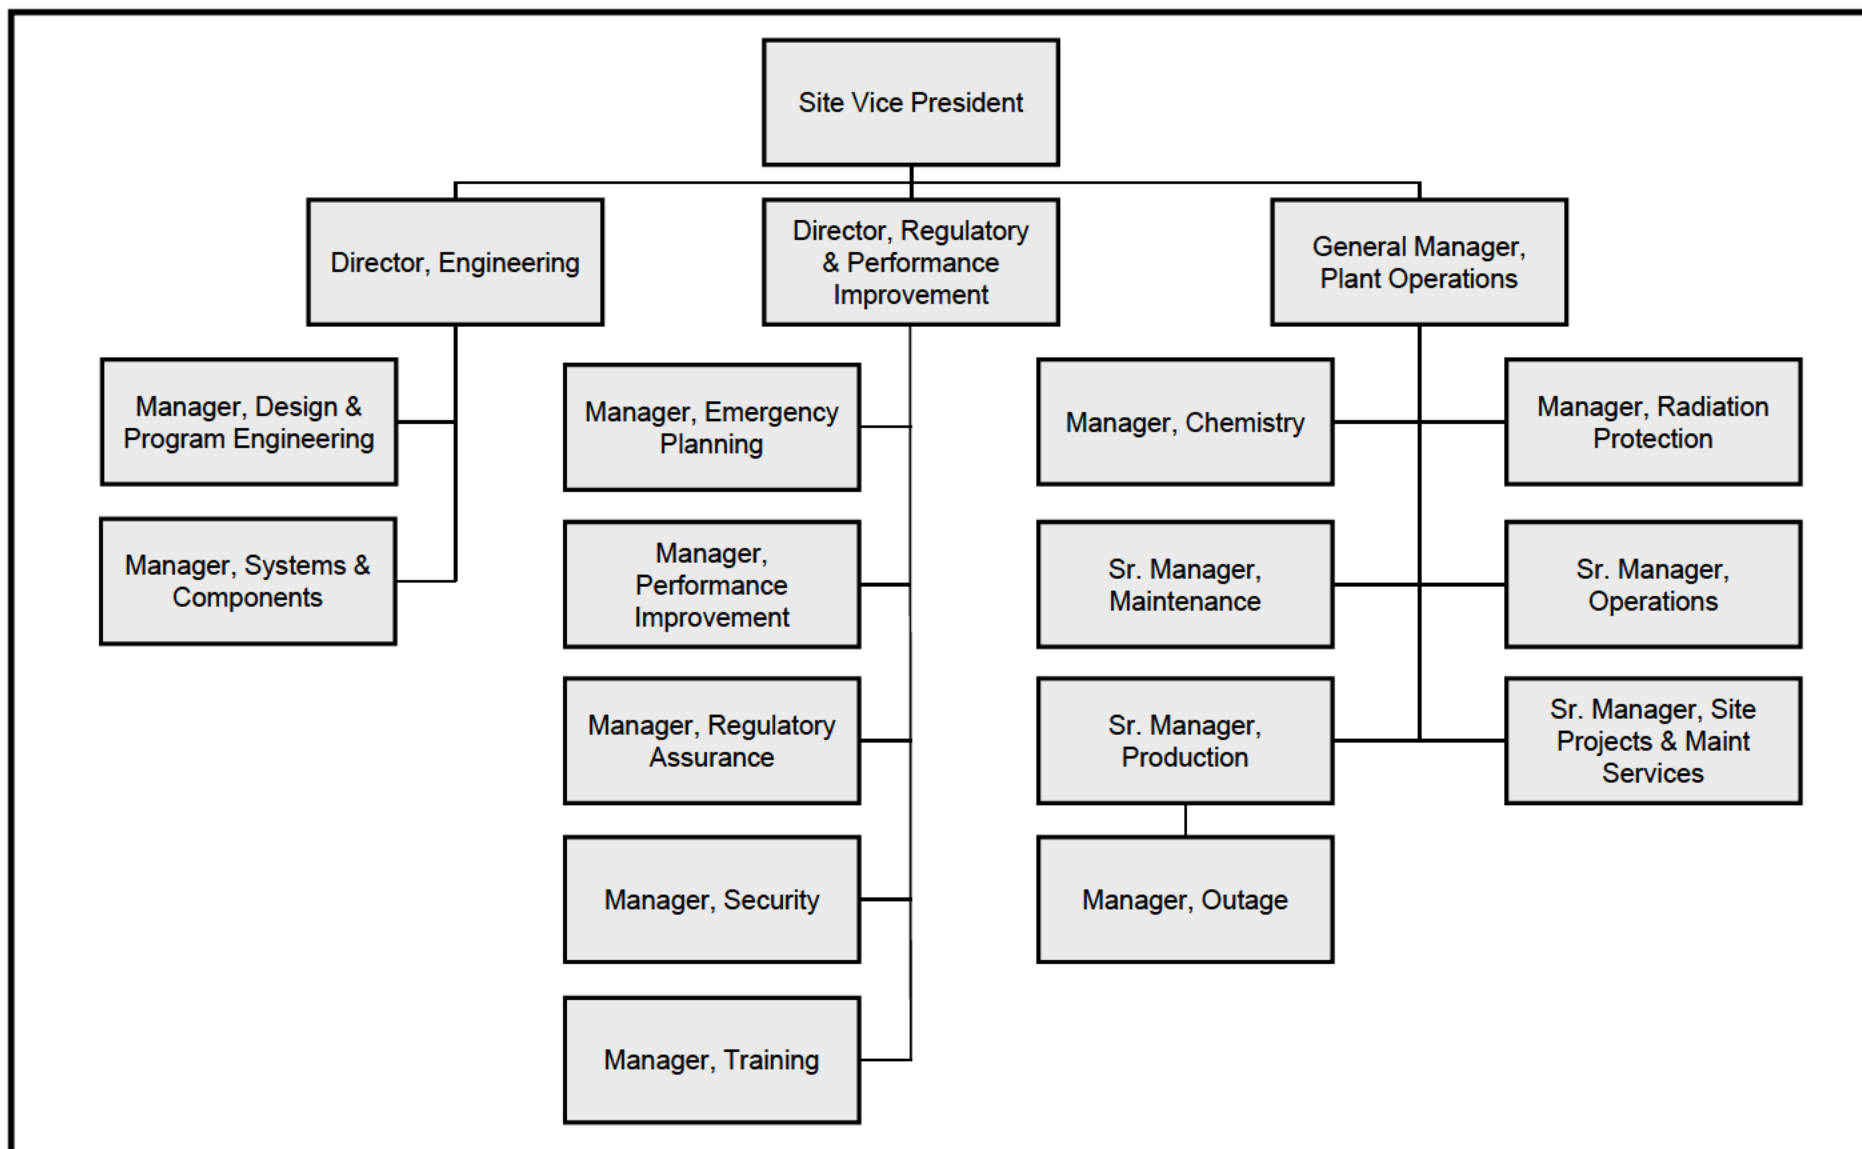 Site Vice President
Director, Engineering
Director, Regulatory
& Performance
Improvement
General Manager,
Plant Operations
Manager, Design &
Program Engineering
Manager, Systems &
Components
Manager, Emergency
Planning
Manager,
Performance
Improvement
Manager, Regulatory
Assurance
Manager, Security
Manager, Training
Manager, Chemistry
Manager, Radiation
Protection
Sr. Manager,
Maintenance
Sr. Manager,
Operations
Sr. Manager,
Production
Sr. Manager, Site
Projects & Maint
Services
Manager, Outage